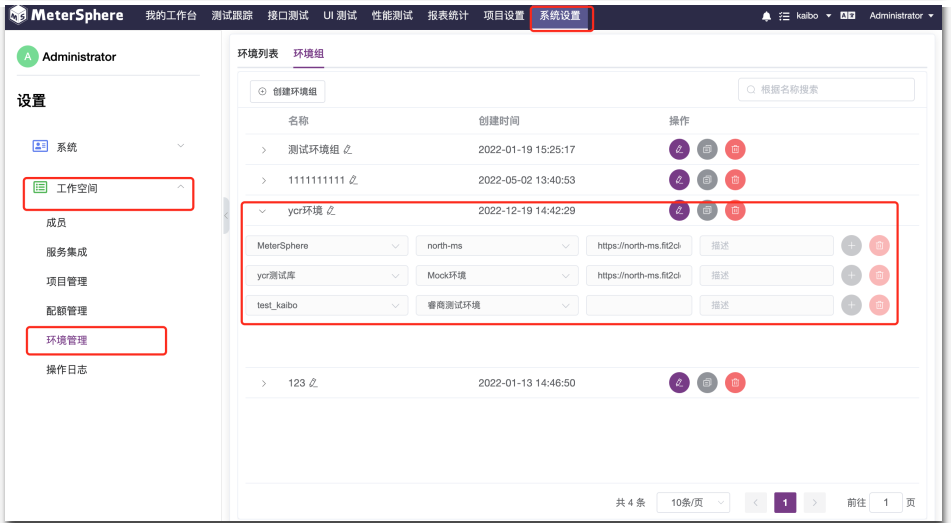 MeterSphere 我的工作台 测试跟踪 接口测试 UI 测试 性能测试 报表统计 项目设置 系统设置 kaibo Administrator
A Administrator
设置
系统
工作空间
成员
服务集成
项目管理
配额管理
环境管理
操作日志
环境列表 环境组
创建环境组 根据名称搜索
名称 创建时间 操作
测试环境组 2022-01-19 15:25:17
1111111111 2022-05-02 13:40:53
ycr环境 2022-12-19 14:42:29
MeterSphere north-ms https://north-ms.fit2cl 描述
ycr测试库 Mock环境 https://north-ms.fit2cl 描述
test_kaibo 睿商测试环境 描述
123 2022-01-13 14:46:50
共 4 条 10条/页 1 前往 1 页